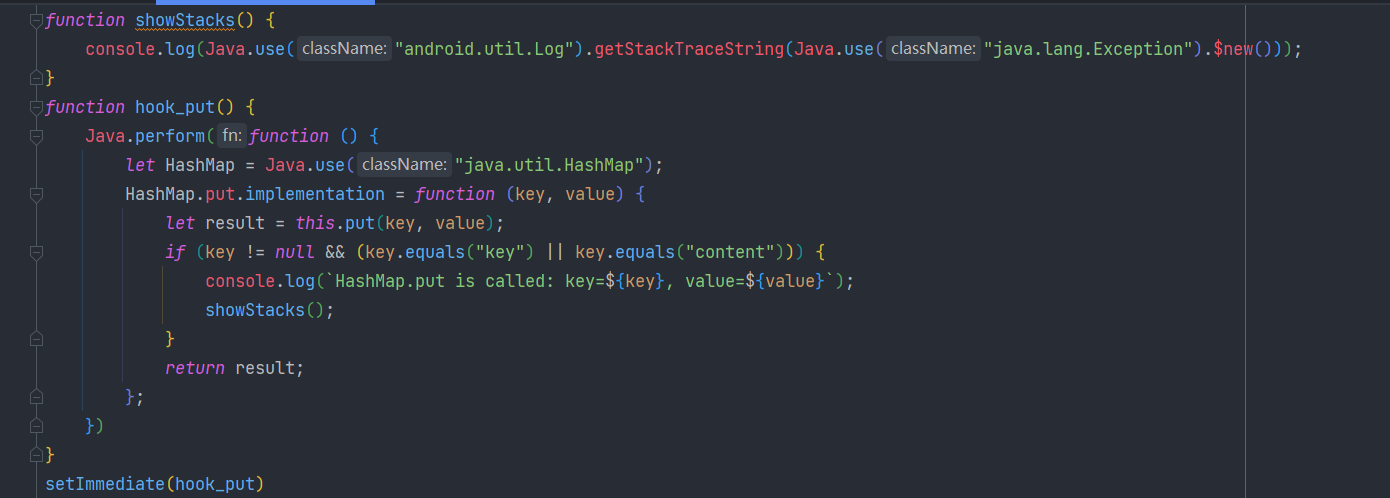 function showStacks() {
    console.log(Java.use( className: "android.util.Log").getStackTraceString(Java.use( className: "java.lang.Exception").$new()));
}
function hook_put() {
    Java.perform( fn: function () {
        let HashMap = Java.use( className: "java.util.HashMap");
        HashMap.put.implementation = function (key, value) {
            let result = this.put(key, value);
            if (key != null && (key.equals("key") || key.equals("content"))) {
                console.log(`HashMap.put is called: key=${key}, value=${value}`);
                showStacks();
            }
            return result;
        };
    })
}
setImmediate(hook_put)